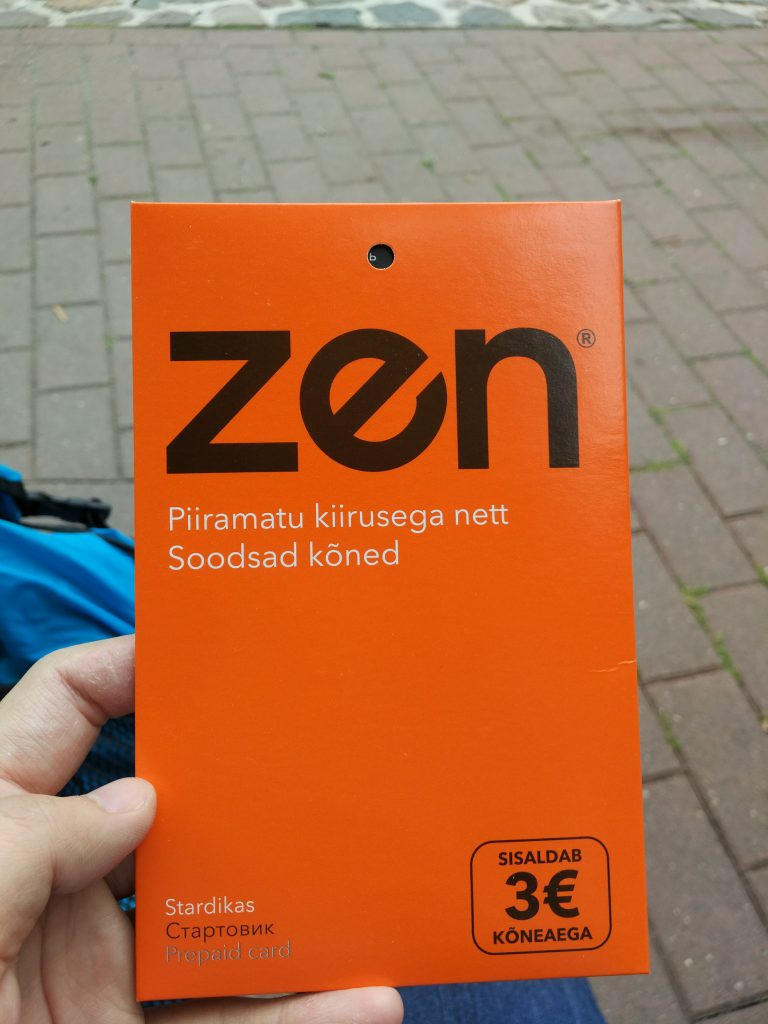 zen®
Piiramatu kiirusega nett
Soodsad kõned
SISALDAB
3€
KÕNEAEGA
Stardikas
Стартовик
Prepaid card